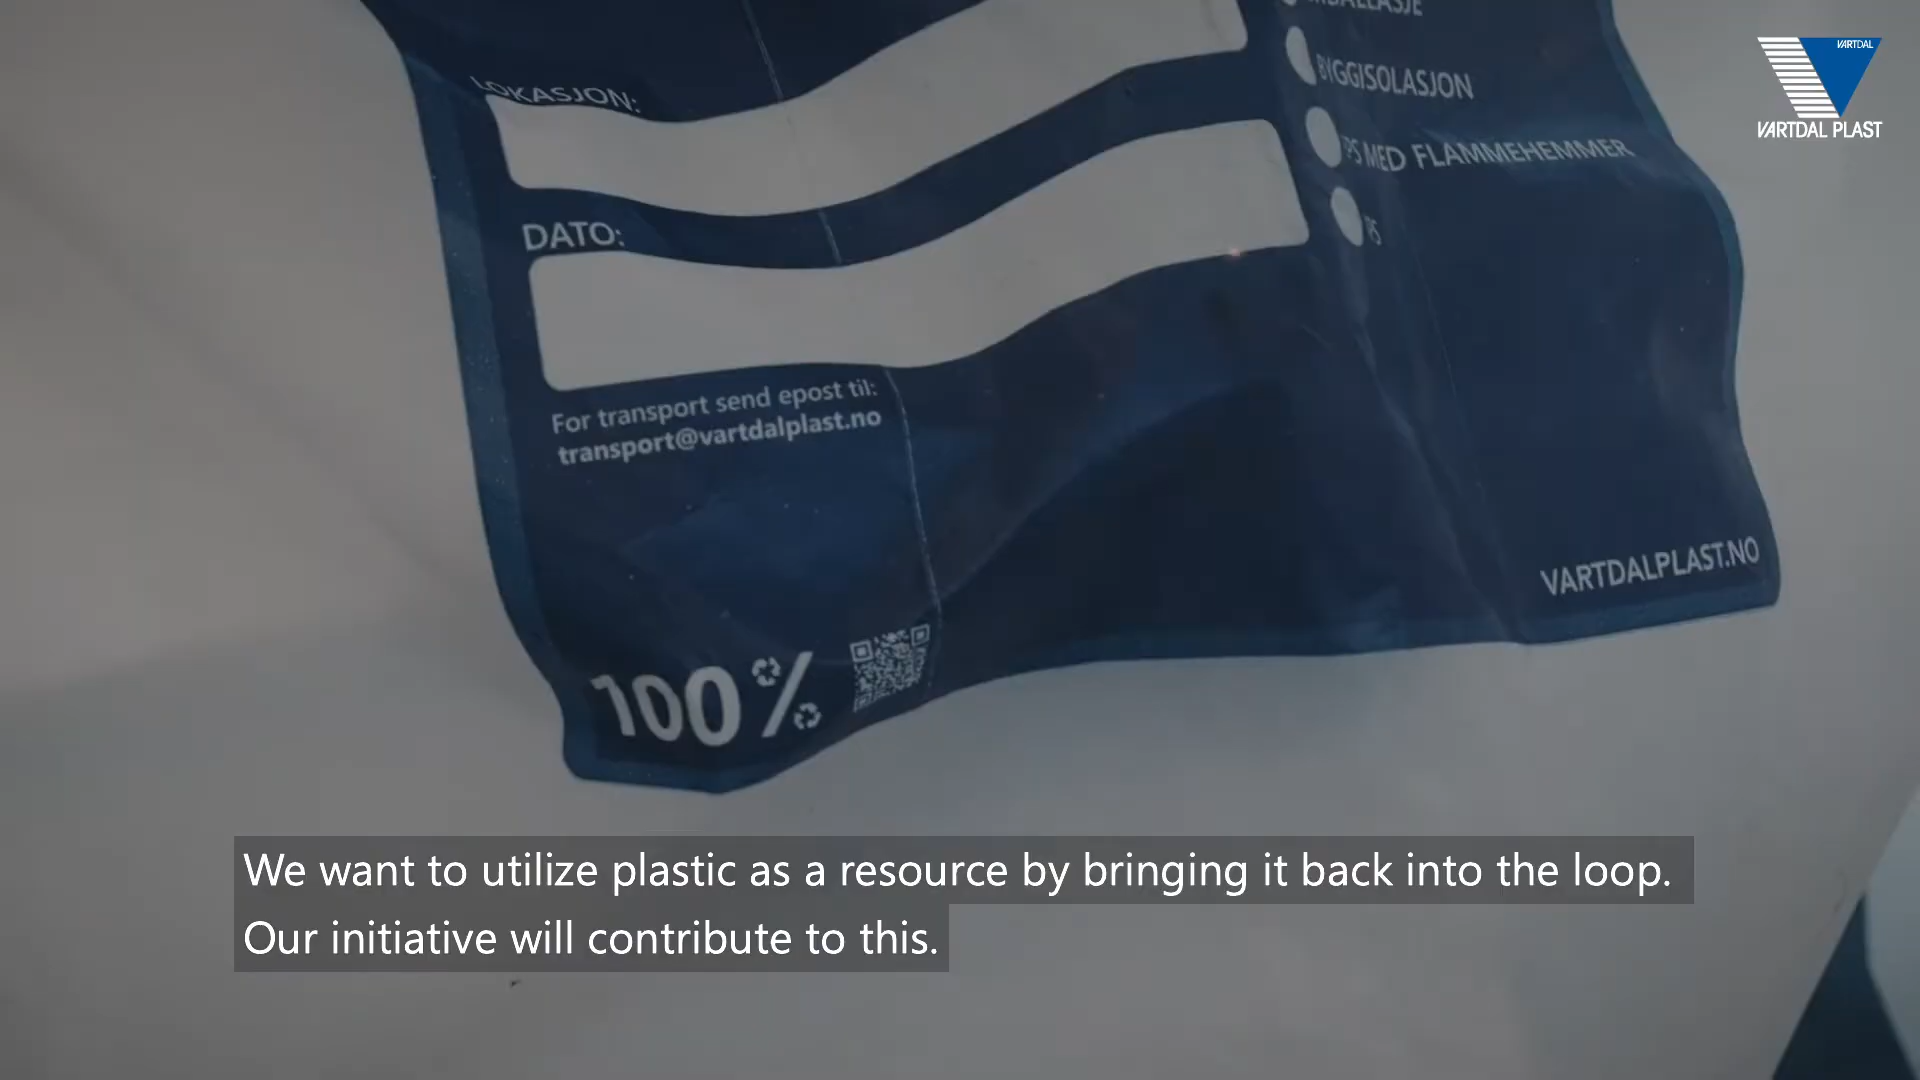 VARTDAL
VARTDAL PLAST
BYGGISOLASJON
MED FLAMMEHEMMER
LOKASJON:
DATO:
For transport send epost til:
transport@vartdalplast.no
VARTDALPLAST.NO
100%
We want to utilize plastic as a resource by bringing it back into the loop.
Our initiative will contribute to this.